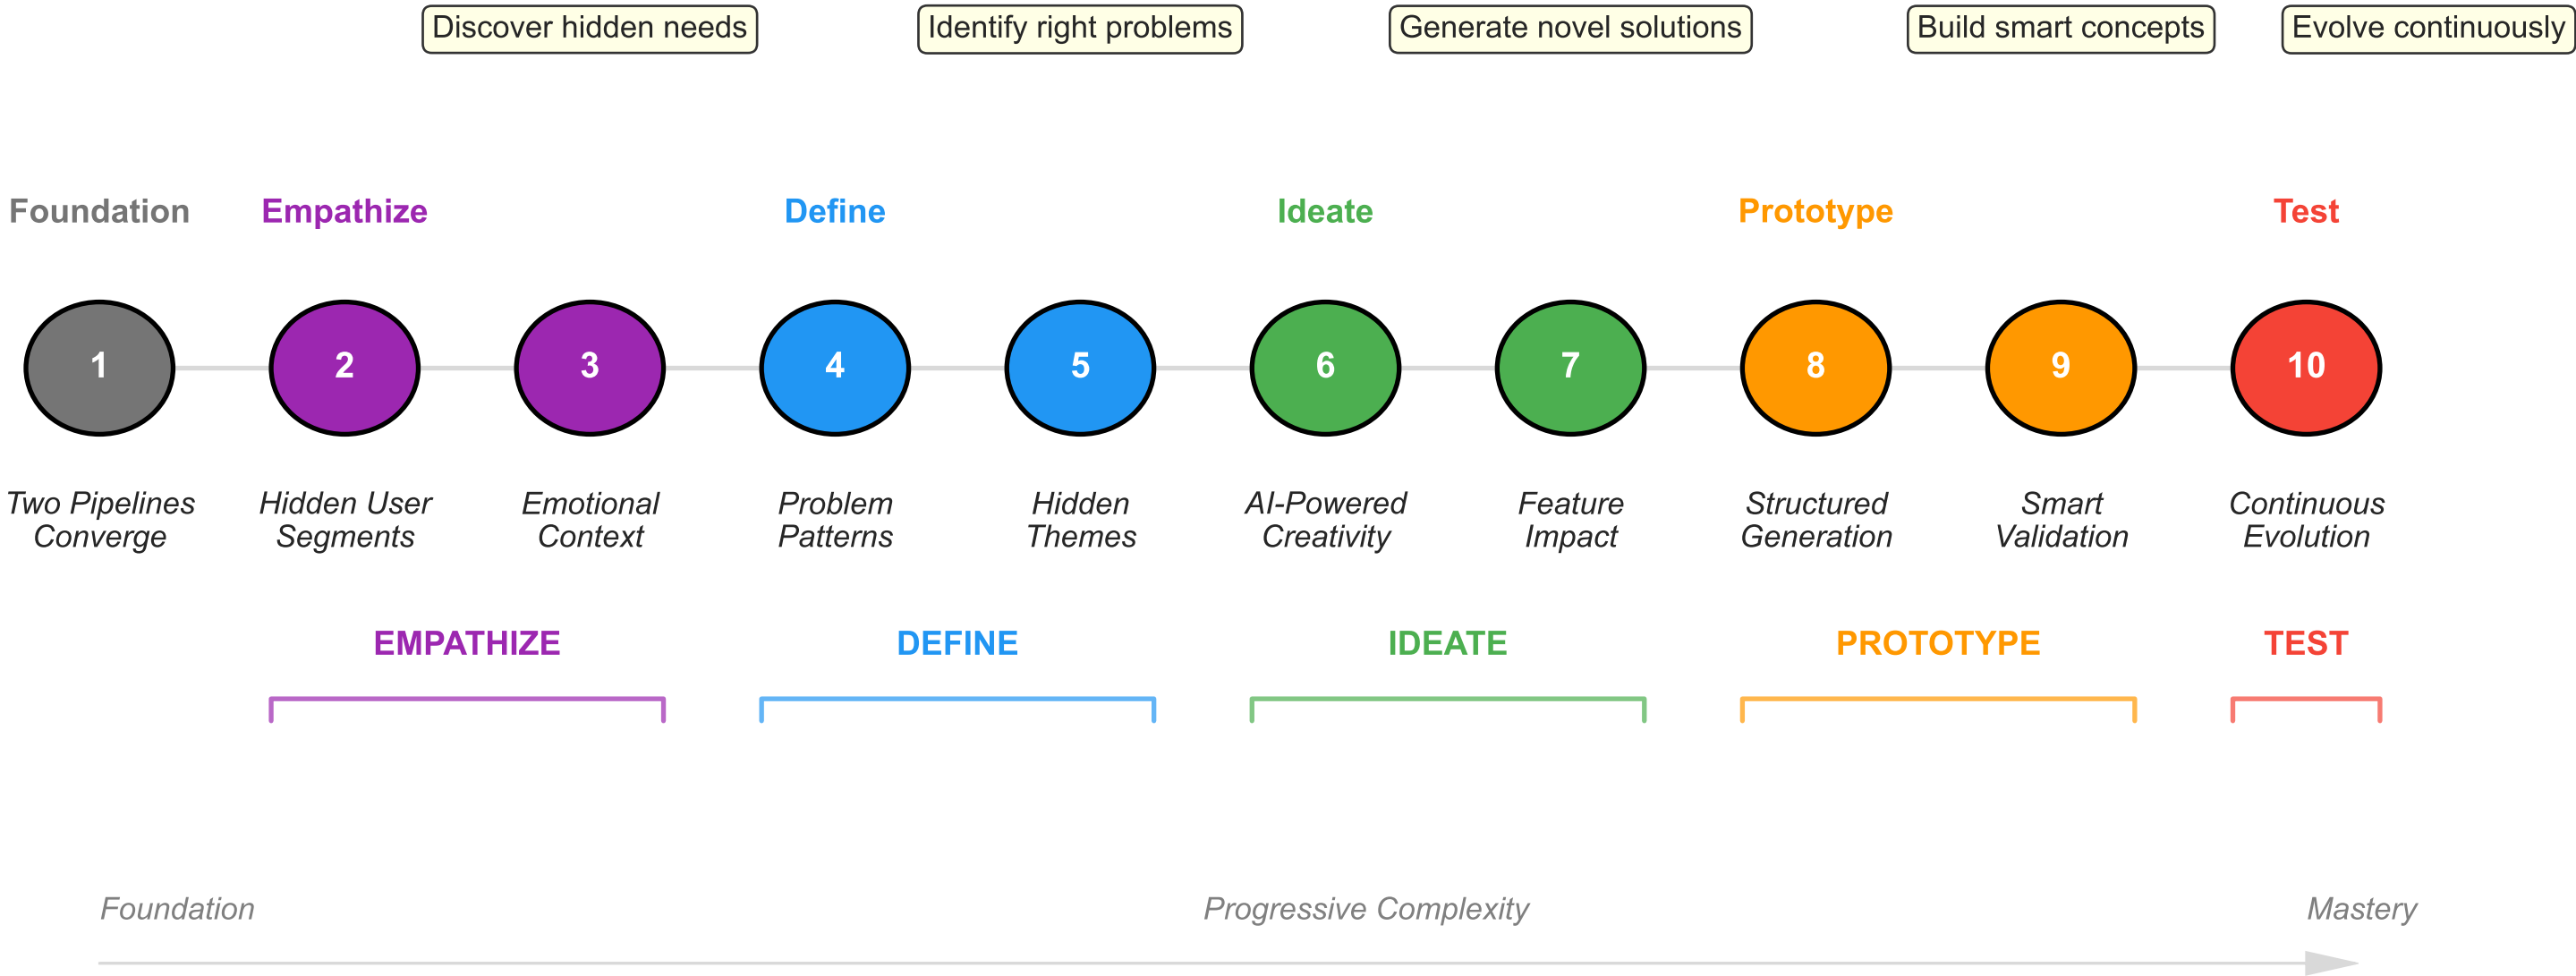 Discover hidden needs
Identify right problems
Generate novel solutions
Build smart concepts
Evolve continuously
Foundation
Empathize
Define
Ideate
Prototype
Test
1
2
3
4
5
6
7
8
9
10
Two Pipelines
Converge
Hidden User
Segments
Emotional
Context
Problem
Patterns
Hidden
Themes
AI-Powered
Creativity
Feature
Impact
Structured
Generation
Smart
Validation
Continuous
Evolution
EMPATHIZE
DEFINE
IDEATE
PROTOTYPE
TEST
Foundation
Progressive Complexity
Mastery